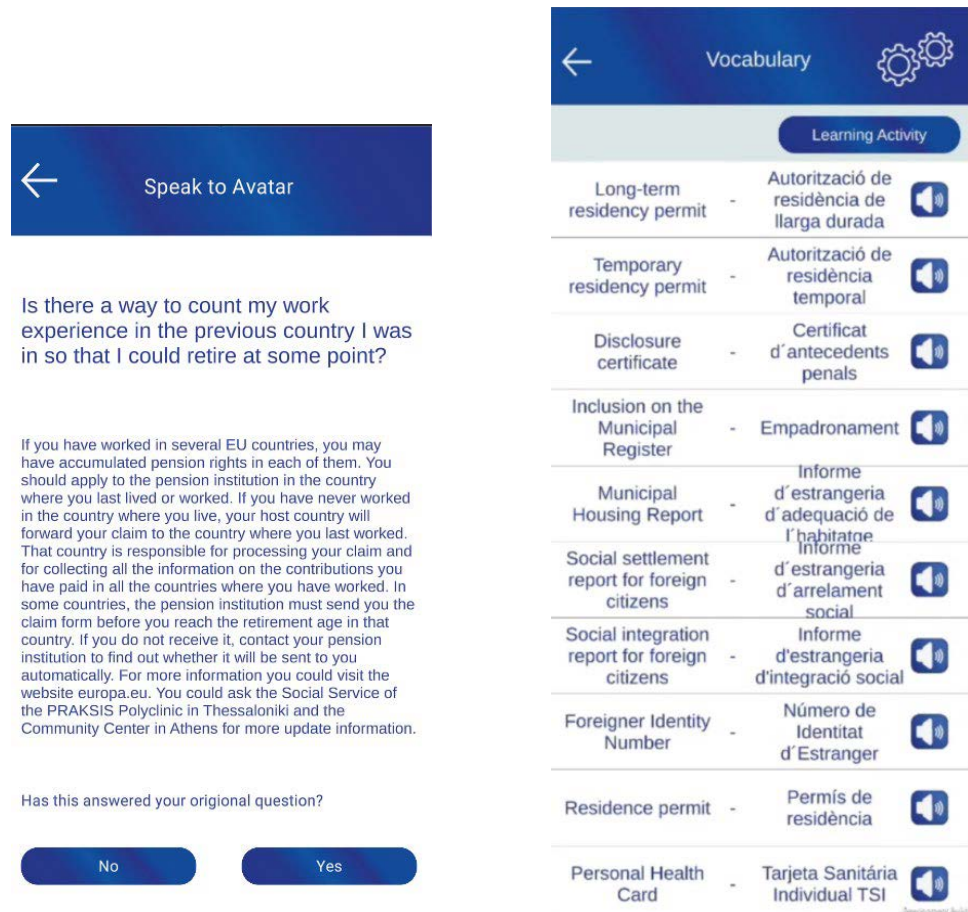 Speak to Avatar
Is there a way to count my work
experience in the previous country I was
in so that I could retire at some point?
If you have worked in several EU countries, you may
have accumulated pension rights in each of them. You
should apply to the pension institution in the country
where you last lived or worked. If you have never worked
in the country where you live, your host country will
forward your claim to the country where you last worked.
That country is responsible for processing your claim and
for collecting all the information on the contributions you
have paid in all the countries where you have worked. In
some countries, the pension institution must send you the
claim form before you reach the retirement age in that
country. If you do not receive it, contact your pension
institution to find out whether it will be sent to you
automatically. For more information you could visit the
website europa.eu. You could ask the Social Service of
the PRAKSIS Polyclinic in Thessaloniki and the
Community Center in Athens for more update information.
Has this answered your origional question?
No
Yes
Vocabulary
Learning Activity
Long-term
residency permit
-
Autorització de
residència de
llarga durada
Temporary
residency permit
-
Autorització de
residència
temporal
Disclosure
certificate
-
Certificat
d´antecedents
penals
Inclusion on the
Municipal
Register
-
Empadronament
Municipal
Housing Report
-
Informe
d´estrangeria
d´adequació de
l´habitatge
Social settlement
report for foreign
citizens
-
Informe
d´estrangeria
d´arrelament
social
Social integration
report for foreign
citizens
-
Informe
d'estrangeria
d'integració social
Foreigner Identity
Number
-
Número de
Identitat
d´Estranger
Residence permit
-
Permís de
residència
Personal Health
Card
-
Tarjeta Sanitária
Individual TSI
Development Build